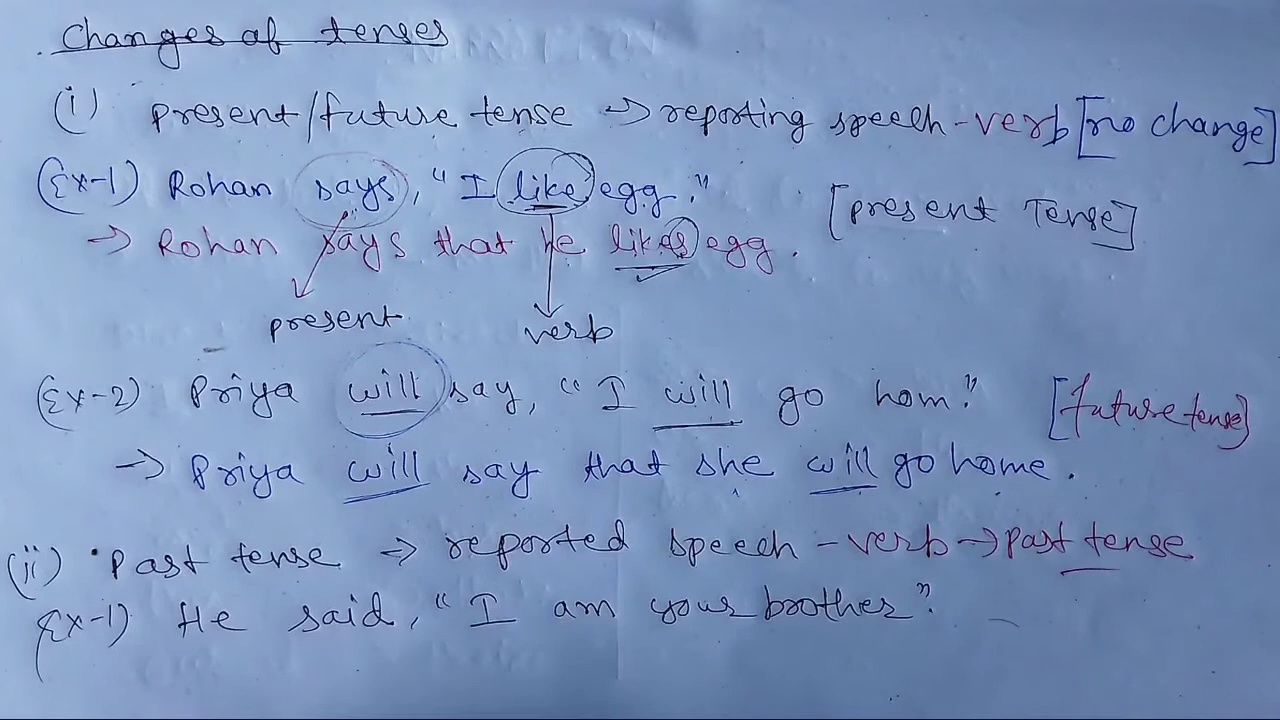 Changes of tenses
(i) present/future tense → reporting speech - verb [no change]
(Ex-1) Rohan says, "I like egg." [present Tense]
→ Rohan says that he likes egg.
present verb
(Ex-2) Priya will say, "I will go hom." [future tense]
→ Priya will say that she will go home.
(ii) Past tense → reported speech - verb → past tense
(Ex-1) He said, "I am your brother".